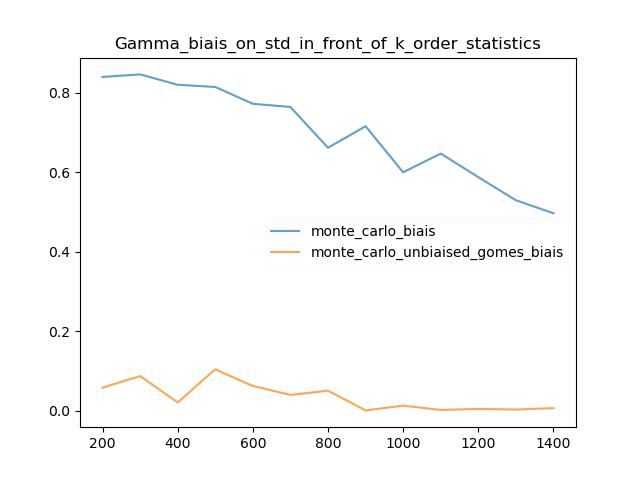 Gamma_biais_on_std_in_front_of_k_order_statistics
0.8
0.6
monte_carlo_biais
monte_carlo_unbiaised_gomes_biais
0.4
0.2
0.0
200 400 600 800 1000 1200 1400